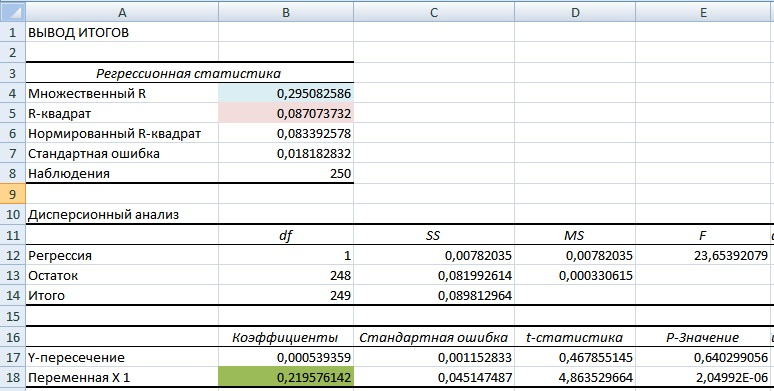 A B C D E
1 ВЫВОД ИТОГОВ
2
3 Регрессионная статистика
4 Множественный R 0,295082586
5 R-квадрат 0,087073732
6 Нормированный R-квадрат 0,083392578
7 Стандартная ошибка 0,018182832
8 Наблюдения 250
9
10 Дисперсионный анализ
11 df SS MS F
12 Регрессия 1 0,00782035 0,00782035 23,65392079
13 Остаток 248 0,081992614 0,000330615
14 Итого 249 0,089812964
15
16 Коэффициенты Стандартная ошибка t-статистика P-Значение
17 Y-пересечение 0,000539359 0,001152833 0,467855149 0,640299056
18 Переменная X 1 0,219576142 0,045147487 4,863529664 2,04992E-06